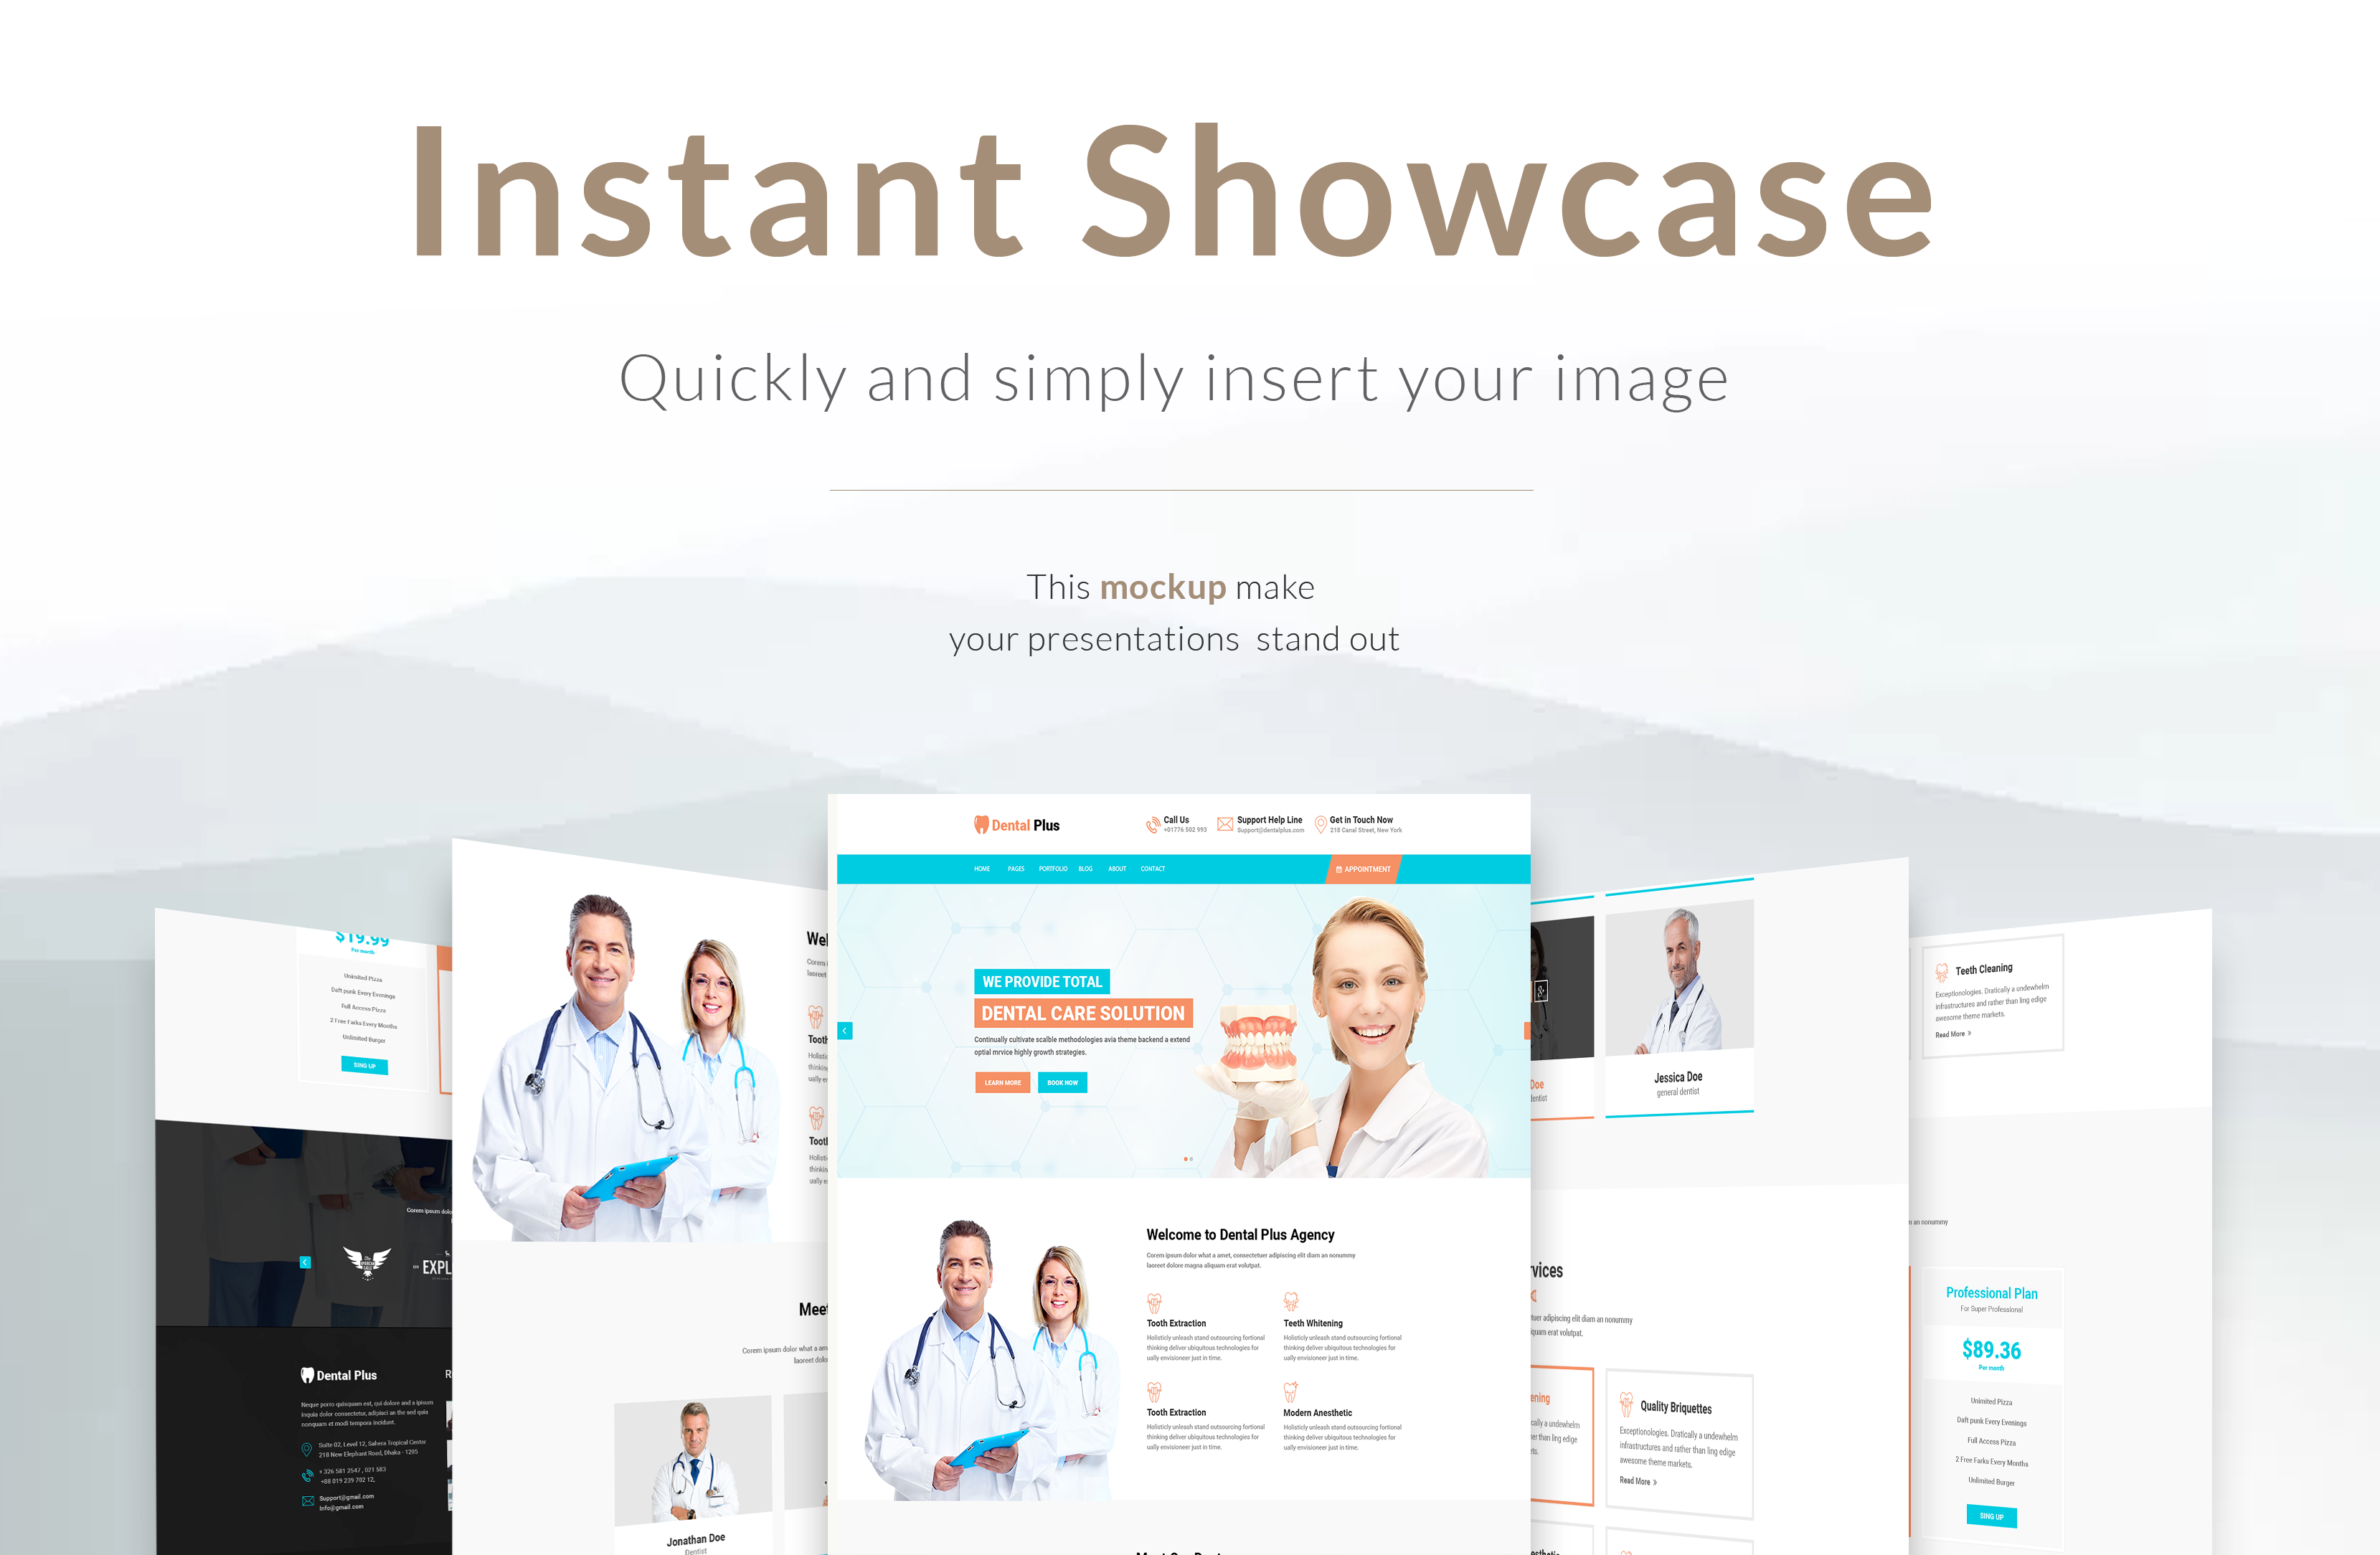 Instant Showcase
Quickly and simply insert your image
This mockup make
your presentations stand out
$19.99
Per month
Unimited Pizza
Daft punk Every Evenings
Full Access Pizza
2 Free Farks Every Months
Unlimited Burger
SING UP
Corem ipsum dolo
EXPL
Dental Plus
R
Neque porro quisquam est, qui dolore and a ipisum
inquia dolor consectetur, adipisci an the sed quia
nonquam et modi tempora incidunt.
Suite 02, Level 12, Sahera Tropical Center
218 New Elephant Road, Dhaka - 1205
+ 326 581 2547 , 021 583
+88 019 239 702 12,
Support@gmail.com
Info@gmail.com
Wel
Corem i
laoreet
Tooth
Holistic
thinkin
ually er
Toot
Holisti
thinkin
ually e
Meet
Corem ipsum dolor what a am
laoreet dolo
Jonathan Doe
Dentist
Dental Plus
Call Us
+01776 502 993
Support Help Line
Support@dentalplus.com
Get in Touch Now
218 Canal Street, New York
HOME PAGES PORTFOLIO BLOG ABOUT CONTACT
APPOINTMENT
WE PROVIDE TOTAL
DENTAL CARE SOLUTION
Continually cultivate scalble methodologies avia theme backend a extend
optial mrvice highly growth strategies.
LEARN MORE
BOOK NOW
Welcome to Dental Plus Agency
Corem ipsum dolor what a amet, consectetuer adipiscing elit diam an nonummy
laoreet dolore magna aliquam erat volutpat.
Tooth Extraction
Holisticly unleash stand outsourcing fortional
thinking deliver ubiquitous technologies for
ually envisioneer just in time.
Teeth Whitening
Holisticly unleash stand outsourcing fortional
thinking deliver ubiquitous technologies for
ually envisioneer just in time.
Tooth Extraction
Holisticly unleash stand outsourcing fortional
thinking deliver ubiquitous technologies for
ually envisioneer just in time.
Modern Anesthetic
Holisticly unleash stand outsourcing fortional
thinking deliver ubiquitous technologies for
ually envisioneer just in time.
Doe
dentist
Jessica Doe
general dentist
rvices
tuer adipiscing elit diam an nonummy
iquam erat volutpat.
ening
cally a undewhelm
er than ling edige
ets.
Quality Briquettes
Exceptionologies. Dratically a undewhelm
infrastructures and rather than ling edige
awesome theme markets.
Read More »
Teeth Cleaning
Exceptionologies. Dratically a undewhelm
infrastructures and rather than ling edige
awesome theme markets.
Read More »
n an nonummy
Professional Plan
For Super Professional
$89.36
Per month
Unimited Pizza
Daft punk Every Evenings
Full Access Pizza
2 Free Farks Every Months
Unlimited Burger
SING UP